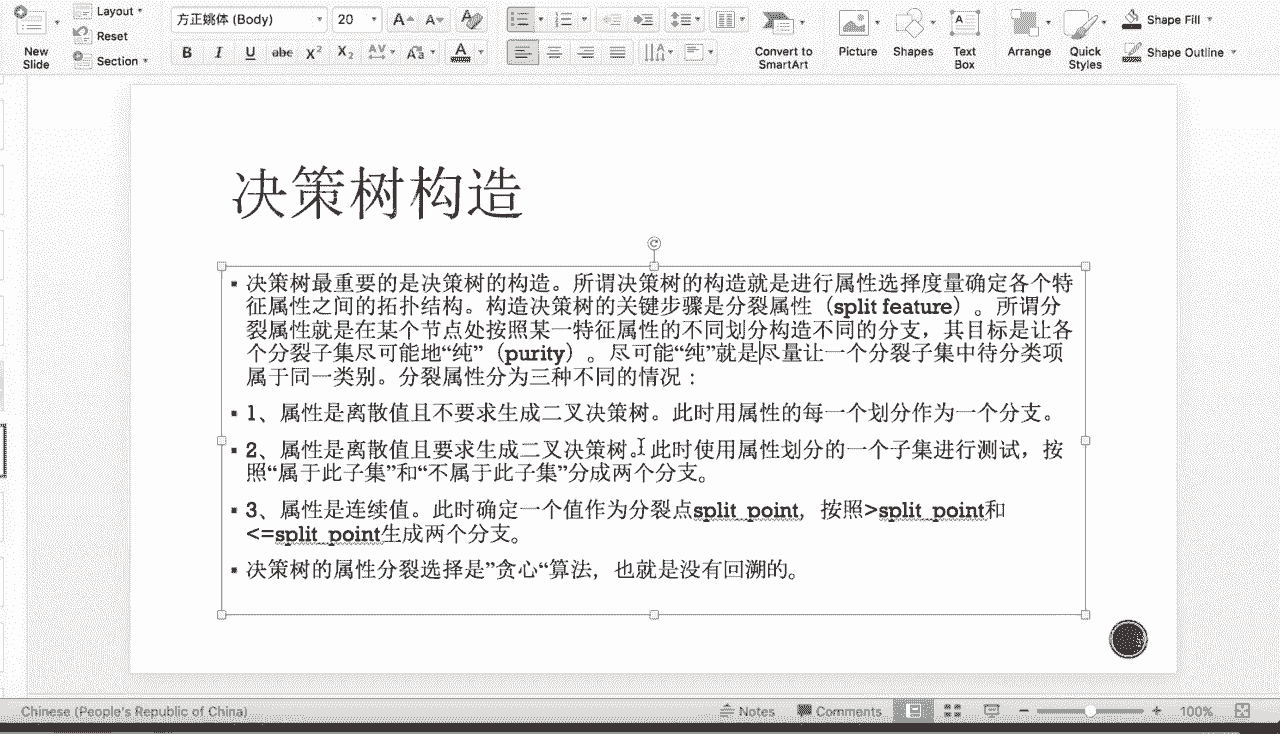 Layout
方正姚体 (Body)
20
Reset
New Slide
Section
B I U abc X² X₂ AV Aa A
Convert to SmartArt
Picture
Shapes
Text Box
Arrange
Quick Styles
Shape Fill
Shape Outline
决策树构造
决策树最重要的是决策树的构造。所谓决策树的构造就是进行属性选择度量确定各个特
征属性之间的拓扑结构。构造决策树的关键步骤是分裂属性（split feature）。所谓分
裂属性就是在某个节点处按照某一特征属性的不同划分构造不同的分支，其目标是让各
个分裂子集尽可能地“纯”（purity）。尽可能“纯”就是尽量让一个分裂子集中待分类项
属于同一类别。分裂属性分为三种不同的情况：
1、属性是离散值且不要求生成二叉决策树。此时用属性的每一个划分作为一个分支。
2、属性是离散值且要求生成二叉决策树。此时使用属性划分的一个子集进行测试，按
照“属于此子集”和“不属于此子集”分成两个分支。
3、属性是连续值。此时确定一个值作为分裂点split_point，按照>split_point和
<=split_point生成两个分支。
决策树的属性分裂选择是”贪心“算法，也就是没有回溯的。
Chinese (People's Republic of China)
Notes
Comments
100%